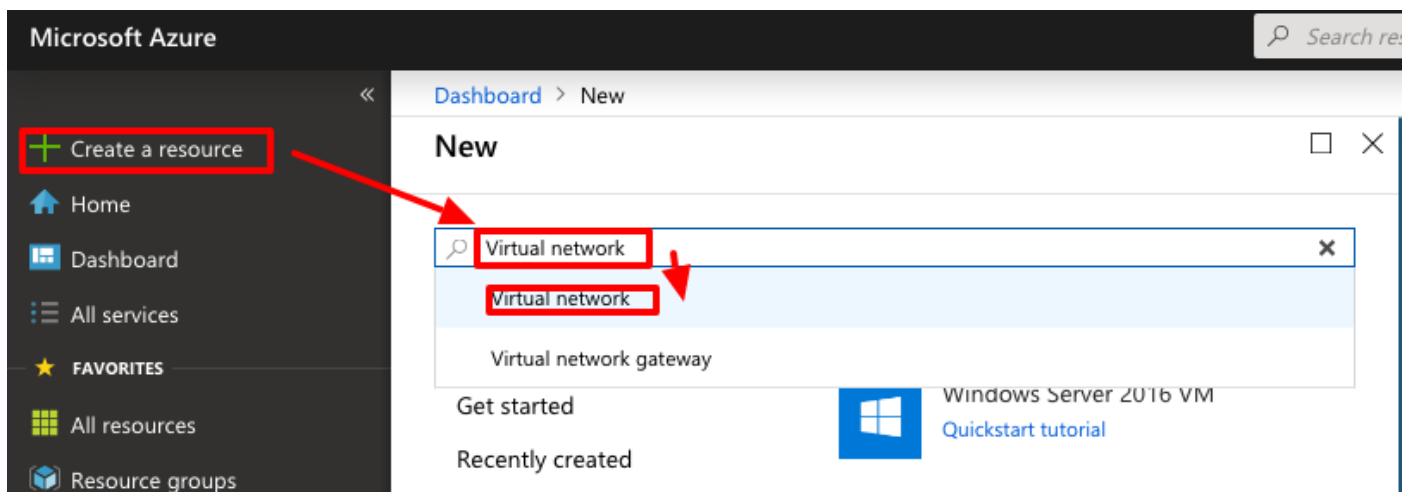 Microsoft Azure
Search res
«
Dashboard > New
Create a resource
New
Home
Virtual network
Dashboard
Virtual network
All services
Virtual network gateway
FAVORITES
Windows Server 2016 VM
Get started
All resources
Quickstart tutorial
Recently created
Resource groups